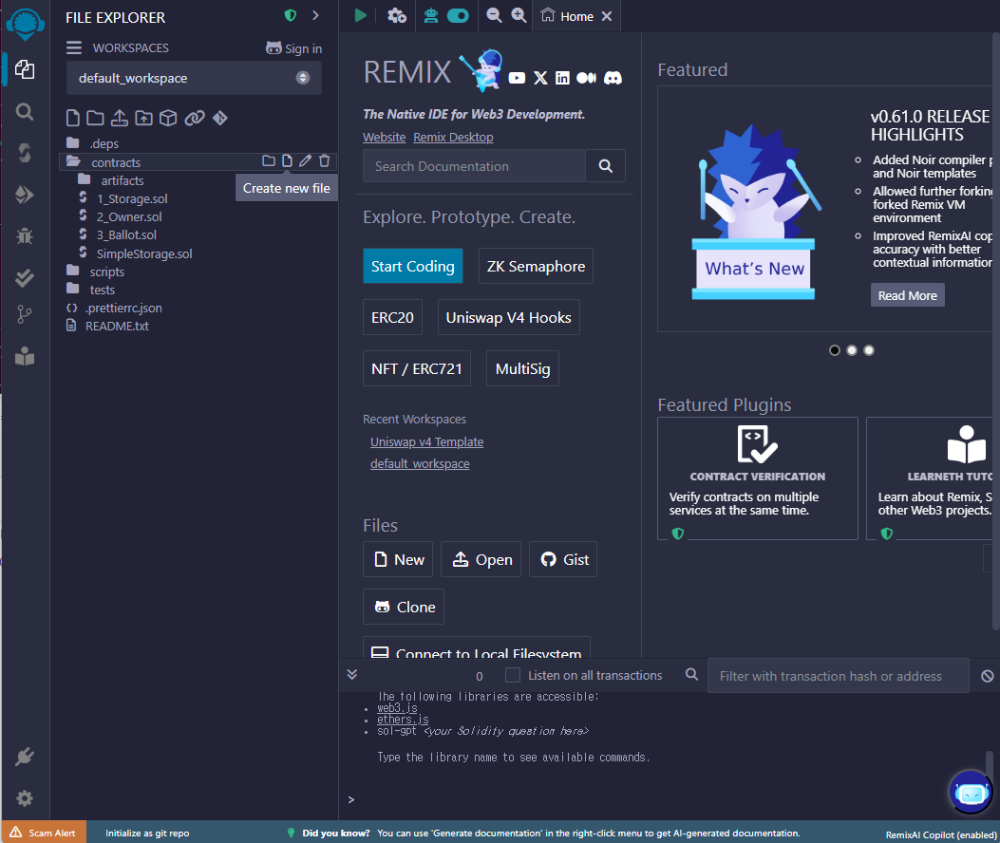 FILE EXPLORER
WORKSPACES
Sign in
default_workspace
.deps
contracts
Create new file
artifacts
1_Storage.sol
2_Owner.sol
3_Ballot.sol
SimpleStorage.sol
scripts
tests
.prettierrc.json
README.txt
Home
REMIX
The Native IDE for Web3 Development.
Website Remix Desktop
Search Documentation
Explore. Prototype. Create.
Start Coding
ZK Semaphore
ERC20
Uniswap V4 Hooks
NFT / ERC721
MultiSig
Recent Workspaces
Uniswap v4 Template
default_workspace
Files
New
Open
Gist
Clone
Connect to Local Filesystem
Featured
What's New
v0.61.0 RELEASE
HIGHLIGHTS
Added Noir compiler
and Noir templates
Allowed further forking
forked Remix VM
environment
Improved RemixAI
accuracy with better
contextual information
Read More
Featured Plugins
CONTRACT VERIFICATION
Verify contracts on multiple
services at the same time.
LEARNETH
Learn about Remix,
other Web3 projects.
0
Listen on all transactions
Filter with transaction hash or address
The following libraries are accessible:
web3.js
ethers.js
sol-gpt <your Solidity question here>
Type the library name to see available commands.
>
Scam Alert
Initialize as git repo
Did you know? You can use 'Generate documentation' in the right-click menu to get AI-generated documentation.
RemixAI Copilot (enabled)